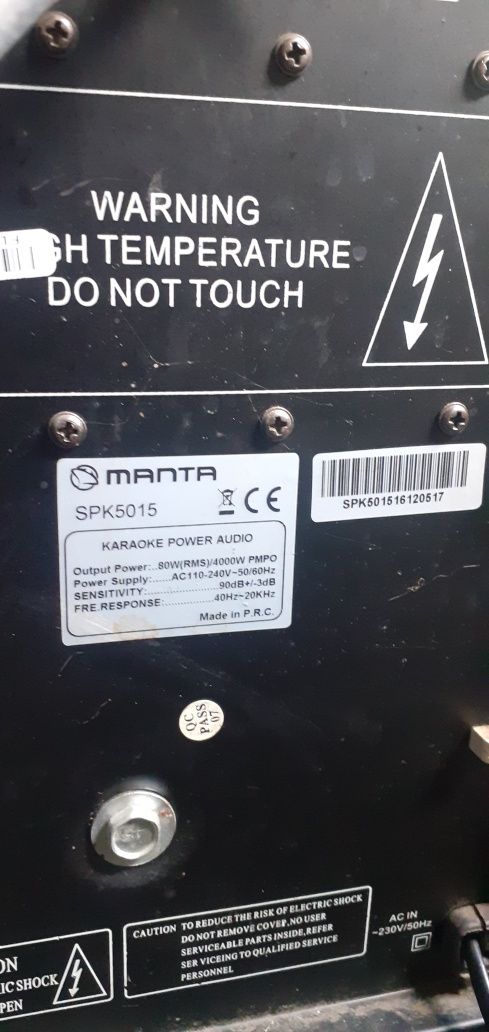 WARNING
GH TEMPERATURE
DO NOT TOUCH
MANTA
SPK5015
CE
KARAOKE POWER AUDIO
Output Power:..80W(RMS)/4000W PMPO
Power Supply:.....AC110-240V~50/60Hz
SENSITIVITY:....................90dB+/-3dB
FRE.RESPONSE:..............40Hz~20KHz
Made in P.R.C.
SPK501516120517
QC
PASS
07
CAUTION TO REDUCE THE RISK OF ELECTRIC SHOCK
DO NOT REMOVE COVEP.NO USER
SERVICEABLE PARTS INSIDE,REFER
SER VICEING TO QUALIFIED SERVICE
PERSONNEL
AC IN
~230V/50Hz
ON
RIC SHOCK
PEN